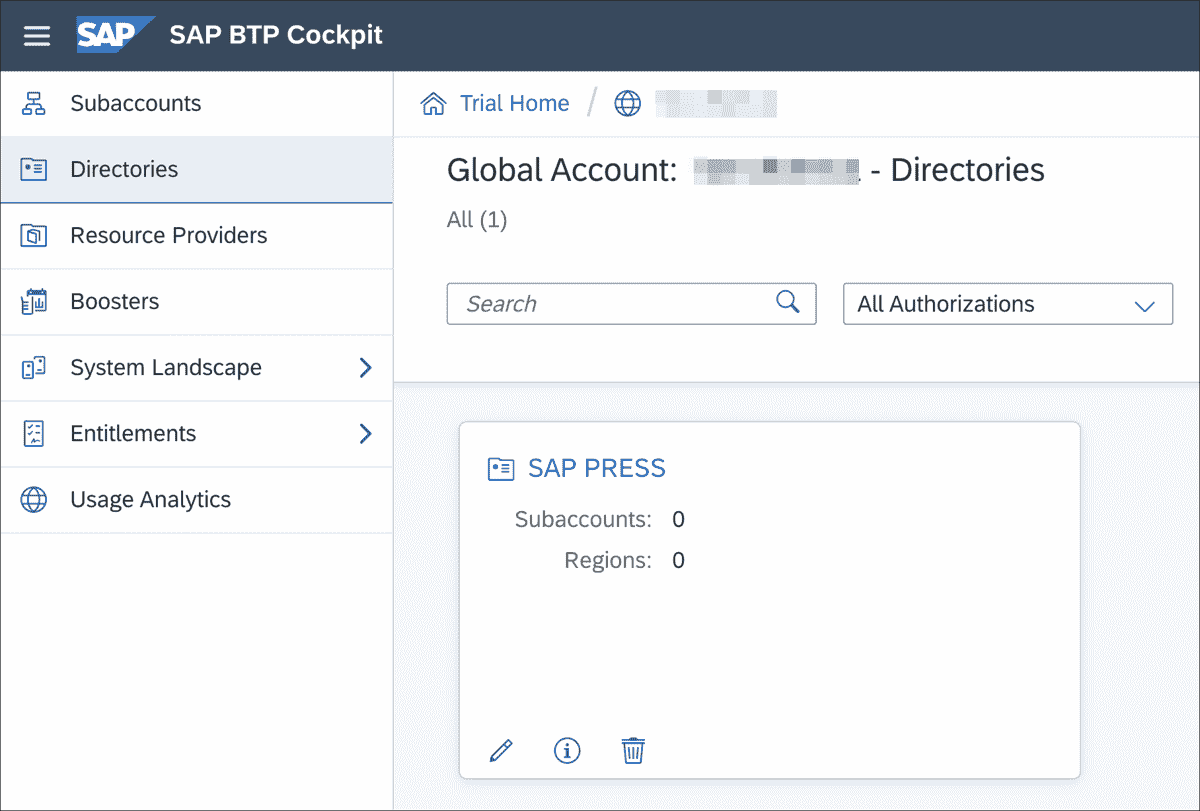 SAP SAP BTP Cockpit
Subaccounts
Directories
Resource Providers
Boosters
System Landscape
Entitlements
Usage Analytics
Trial Home /
Global Account: - Directories
All (1)
Search
All Authorizations
SAP PRESS
Subaccounts: 0
Regions: 0